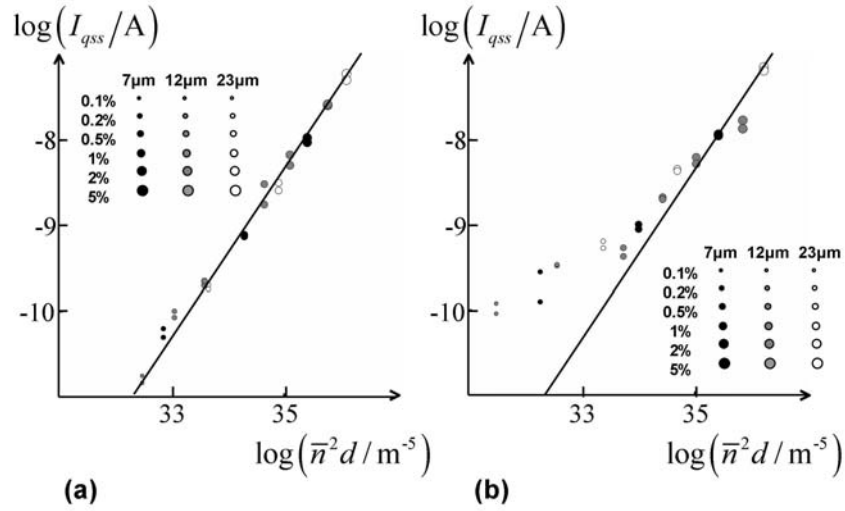 log(I_qss/A)
7µm 12µm 23µm
0.1%
0.2%
0.5%
1%
2%
5%
-8
-9
-10
33 35
log(n̅²d/m⁻⁵)
(a)
log(I_qss/A)
-8
-9
-10
7µm 12µm 23µm
0.1%
0.2%
0.5%
1%
2%
5%
33 35
log(n̅²d/m⁻⁵)
(b)